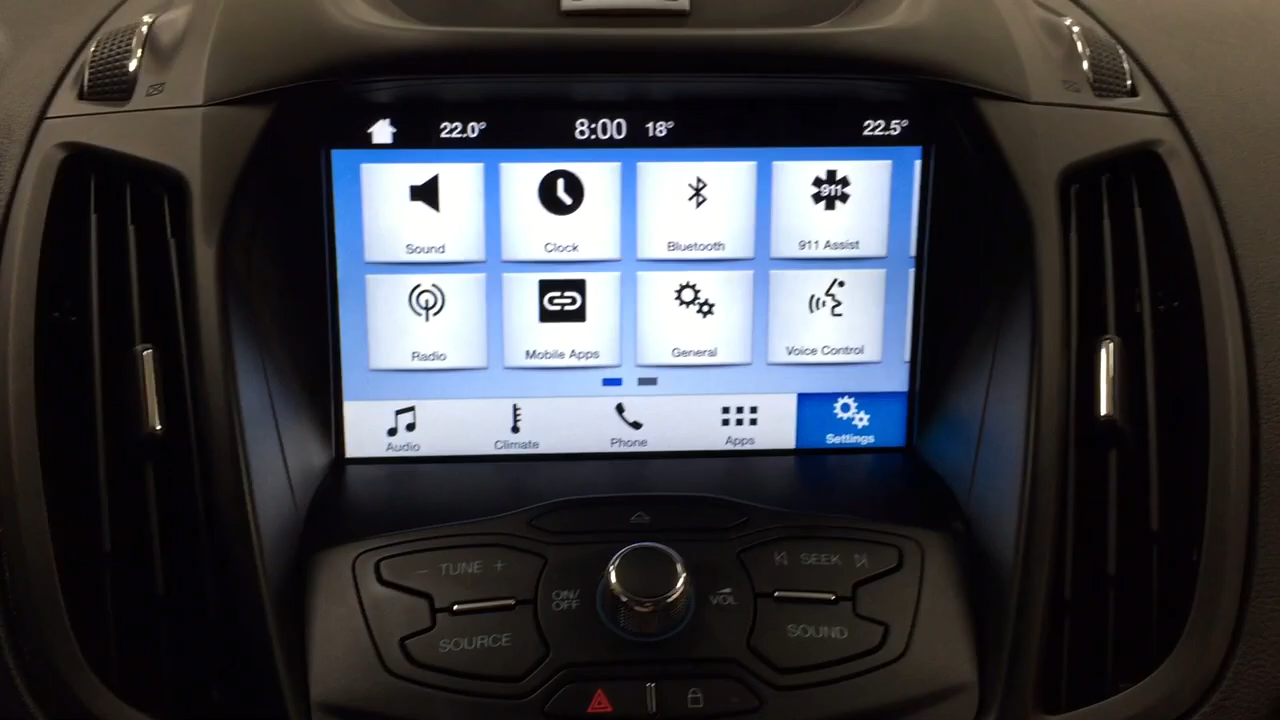 22.0° 8:00 18° 22.5°
Sound Clock Bluetooth 911 911 Assist
Radio Mobile Apps General Voice Control
Audio Climate Phone Apps Settings
– TUNE +
SEEK
ON/
OFF
VOL
SOURCE
SOUND